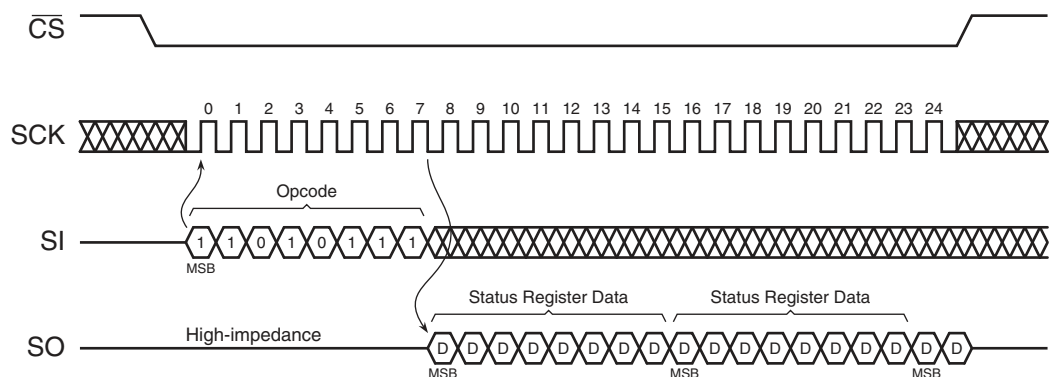 CS
0 1 2 3 4 5 6 7 8 9 10 11 12 13 14 15 16 17 18 19 20 21 22 23 24
SCK
Opcode
SI 1 1 0 1 0 1 1 1
MSB
Status Register Data Status Register Data
SO High-impedance D D D D D D D D D D D D D D D D D D
MSB MSB MSB